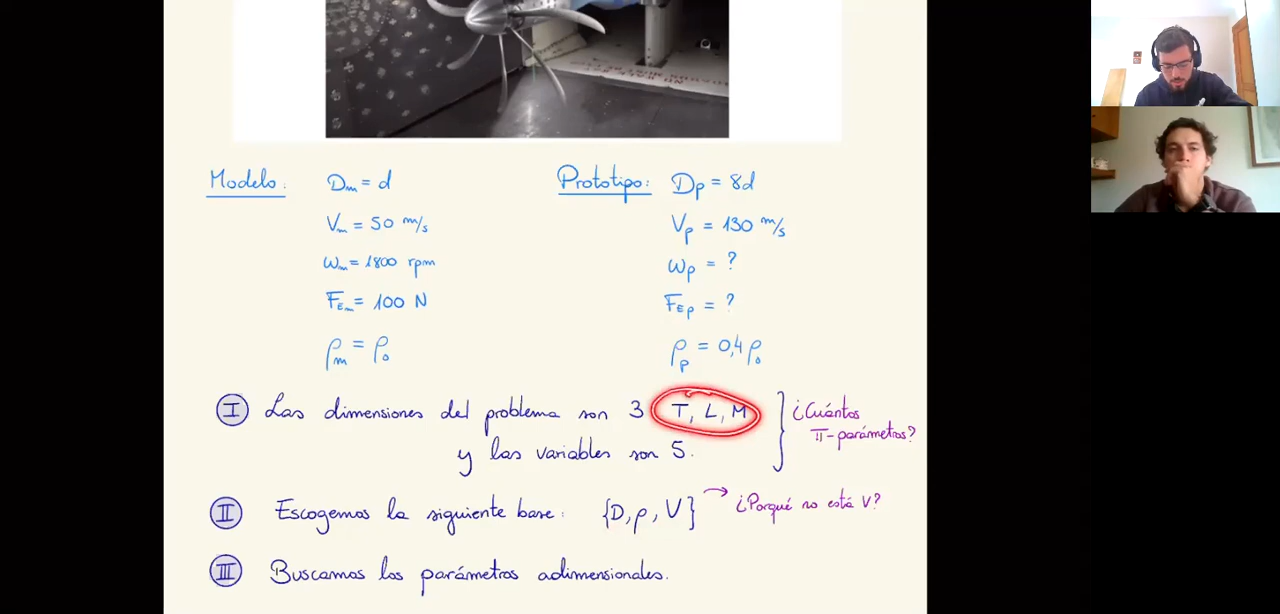 Modelo: Dm = d
Vm = 50 m/s
ωm = 1800 rpm
FEm = 100 N
ρm = ρ0
Prototipo: Dp = 8d
Vp = 130 m/s
ωp = ?
FEp = ?
ρp = 0,4ρ0
I Las dimensiones del problema son 3 T, L, M
y las variables son 5.
¿Cuántos
π-parámetros?
II Escogemos la siguiente base: {D, ρ, V} → ¿Porqué no está V?
III Buscamos los parámetros adimensionales.